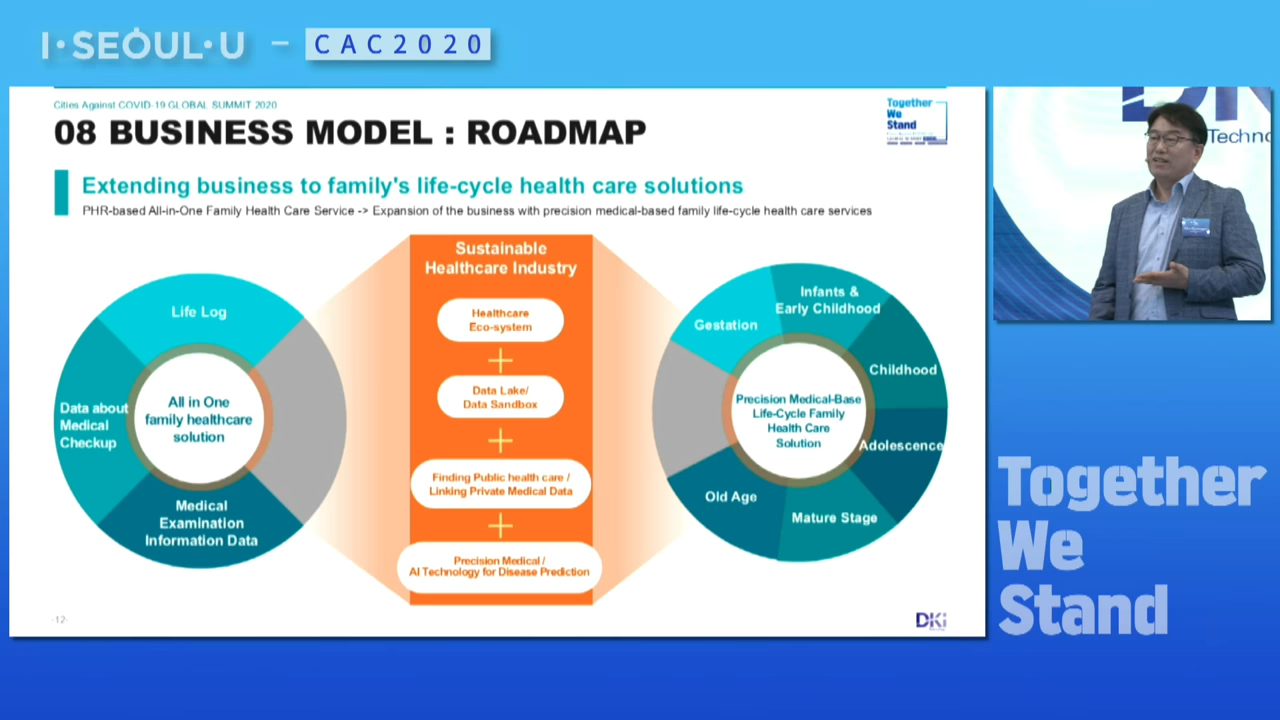 I·SEOUL·U – CAC2020
Cities Against COVID-19 GLOBAL SUMMIT 2020
08 BUSINESS MODEL : ROADMAP
Together
We
Stand
Extending business to family's life-cycle health care solutions
PHR-based All-in-One Family Health Care Service -> Expansion of the business with precision medical-based family life-cycle health care services
Life Log
Data about
Medical
Checkup
All in One
family healthcare
solution
Medical
Examination
Information Data
Sustainable
Healthcare Industry
Healthcare
Eco-system
+
Data Lake/
Data Sandbox
+
Finding Public health care /
Linking Private Medical Data
+
Precision Medical /
AI Technology for Disease Prediction
Gestation
Infants &
Early Childhood
Childhood
Adolescence
Mature Stage
Old Age
Precision Medical-Base
Life-Cycle Family
Health Care
Solution
-12-
DKi
DK
Techno
Together
We
Stand